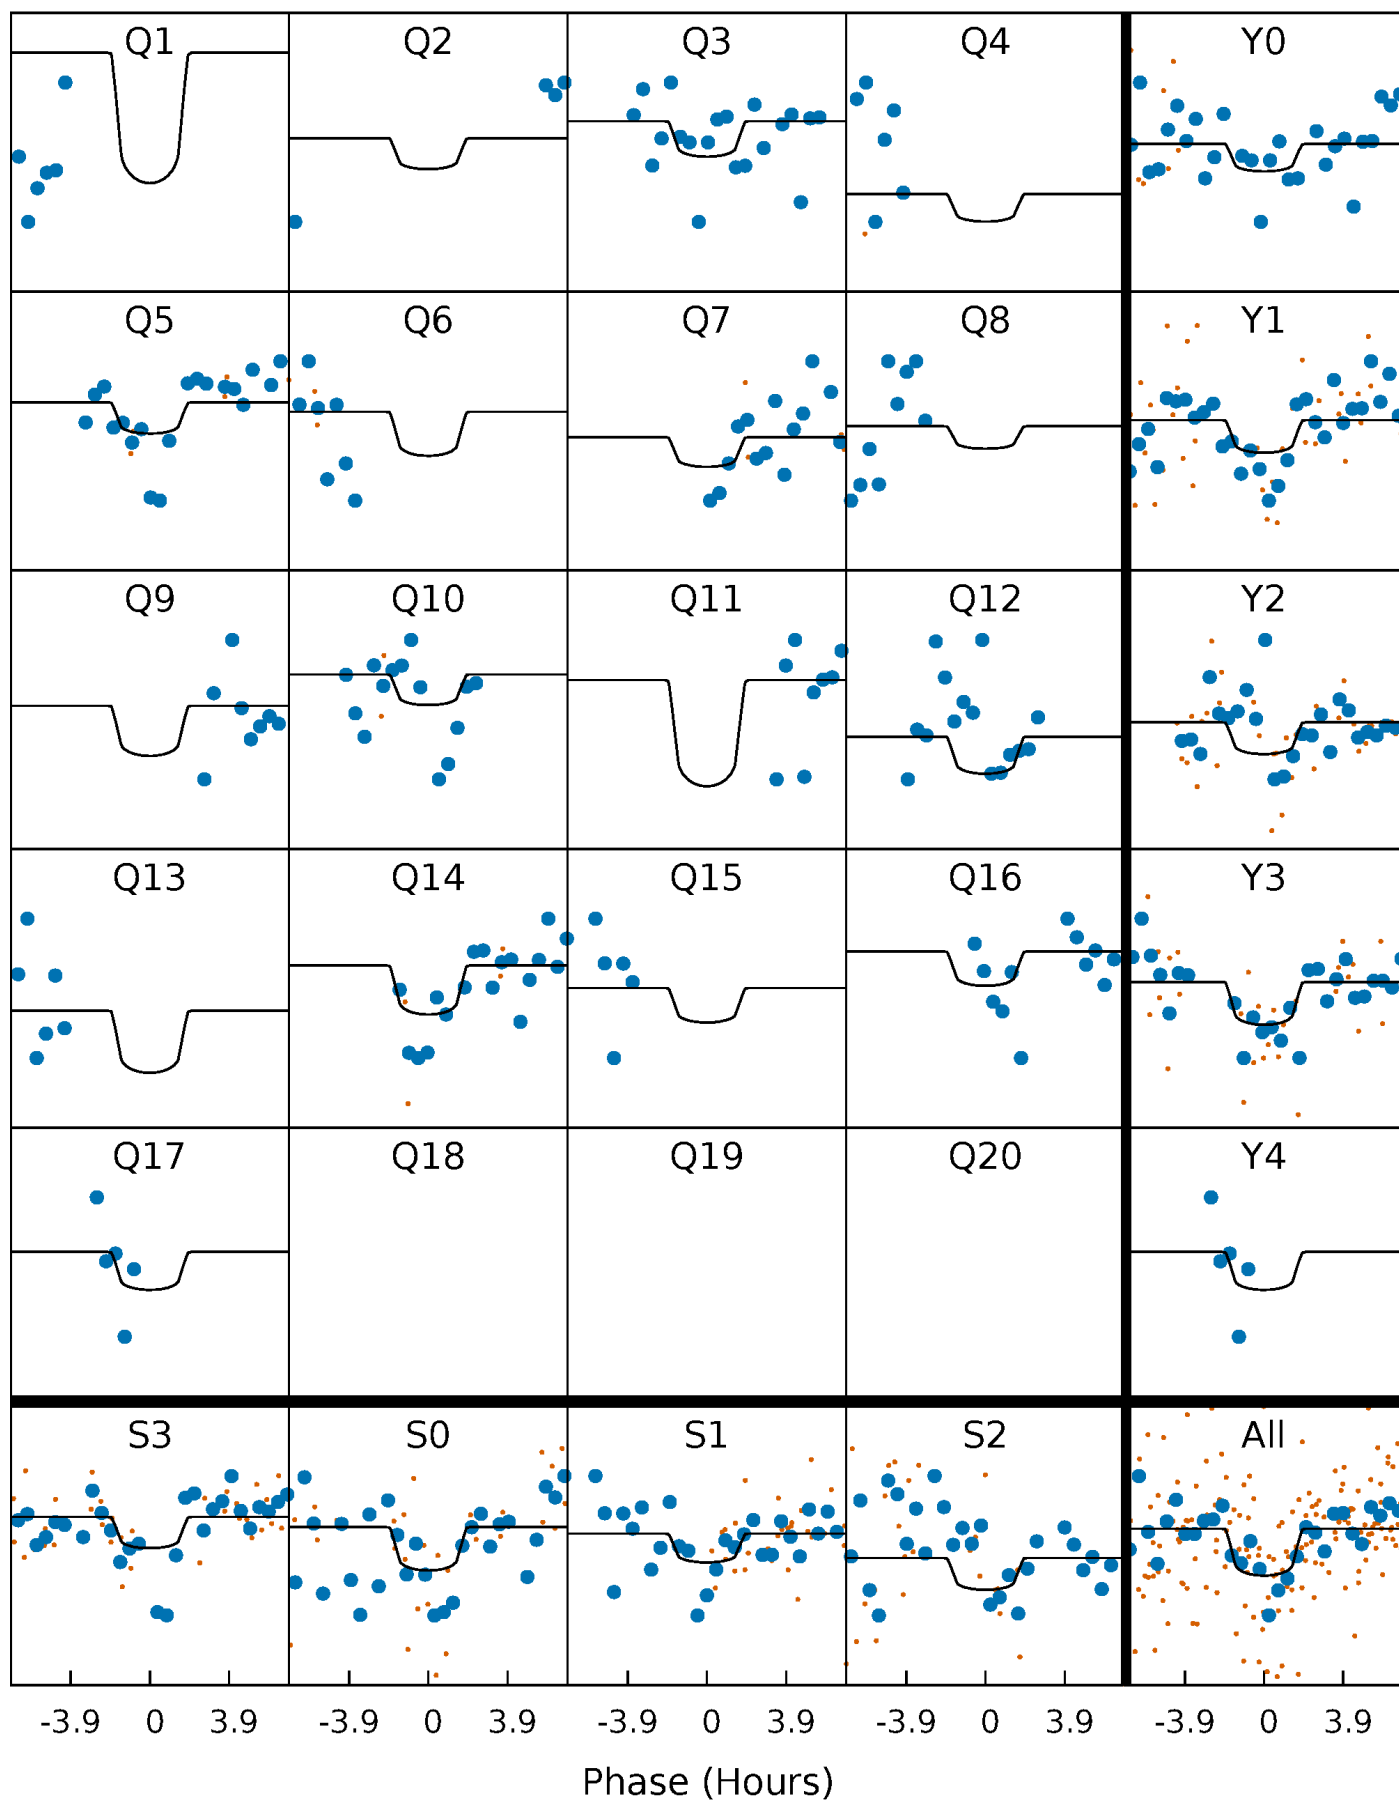 Q1 Q2 Q3 Q4 Y0
Q5 Q6 Q7 Q8 Y1
Q9 Q10 Q11 Q12 Y2
Q13 Q14 Q15 Q16 Y3
Q17 Q18 Q19 Q20 Y4
S3 S0 S1 S2 All
-3.9 0 3.9 -3.9 0 3.9 -3.9 0 3.9 -3.9 0 3.9 -3.9 0 3.9
Phase (Hours)